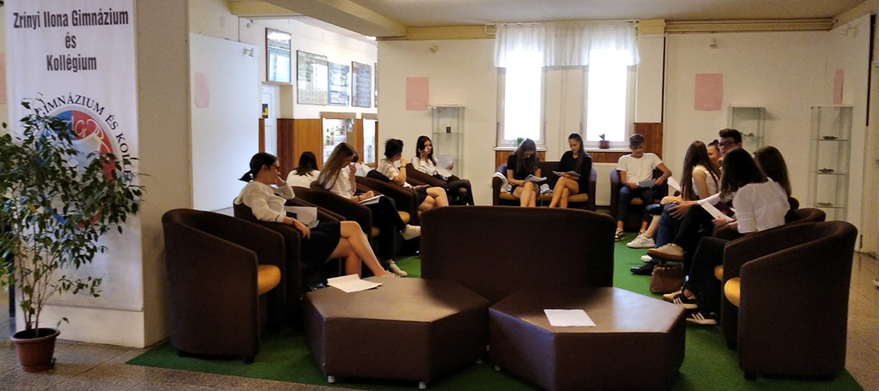 Zrínyi Ilona Gimnázium
és
Kollégium
GIMNÁZIUM ÉS KOL